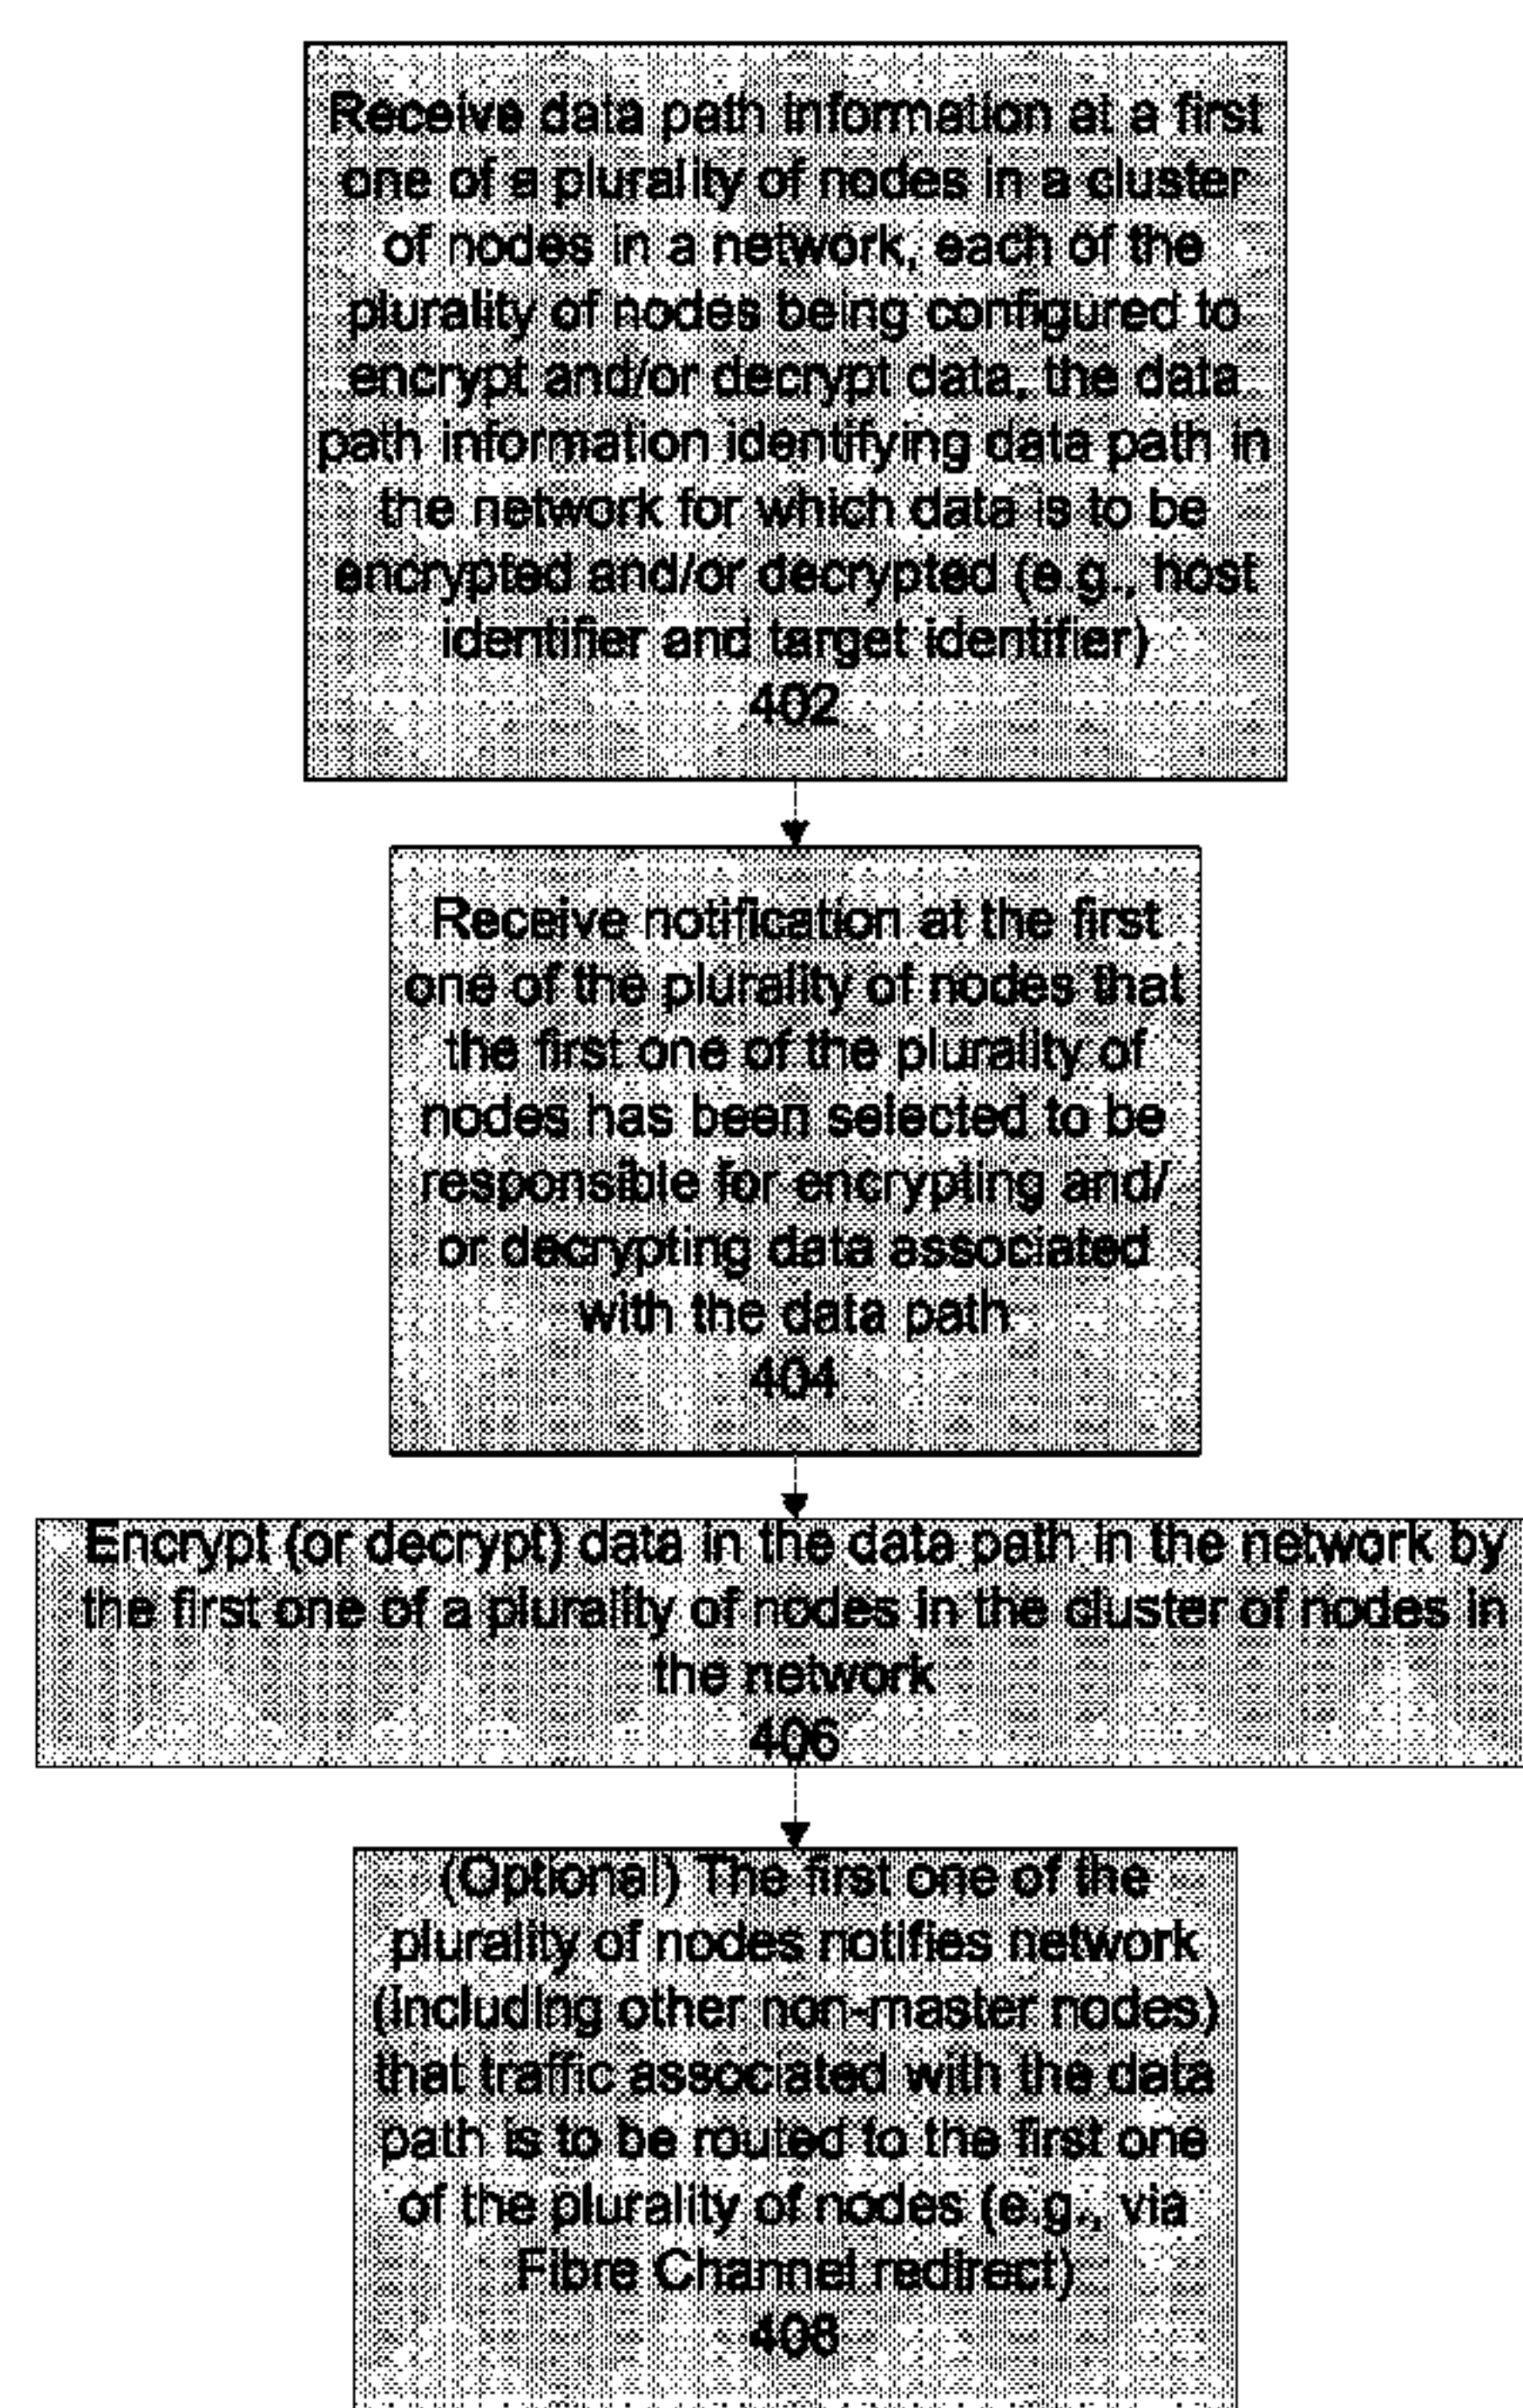 Receive data path information at a first
one of a plurality of nodes in a cluster
of nodes in a network, each of the
plurality of nodes being configured to
encrypt and/or decrypt data, the data
path information identifying data path in
the network for which data is to be
encrypted and/or decrypted (e.g., host
identifier and target identifier)
402
Receive notification at the first
one of the plurality of nodes that
the first one of the plurality of
nodes has been selected to be
responsible for encrypting and/
or decrypting data associated
with the data path
404
Encrypt (or decrypt) data in the data path in the network by
the first one of a plurality of nodes in the cluster of nodes in
the network
406
(Optional) The first one of the
plurality of nodes notifies network
(including other non-master nodes)
that traffic associated with the data
path is to be routed to the first one
of the plurality of nodes (e.g., via
Fibre Channel redirect)
408